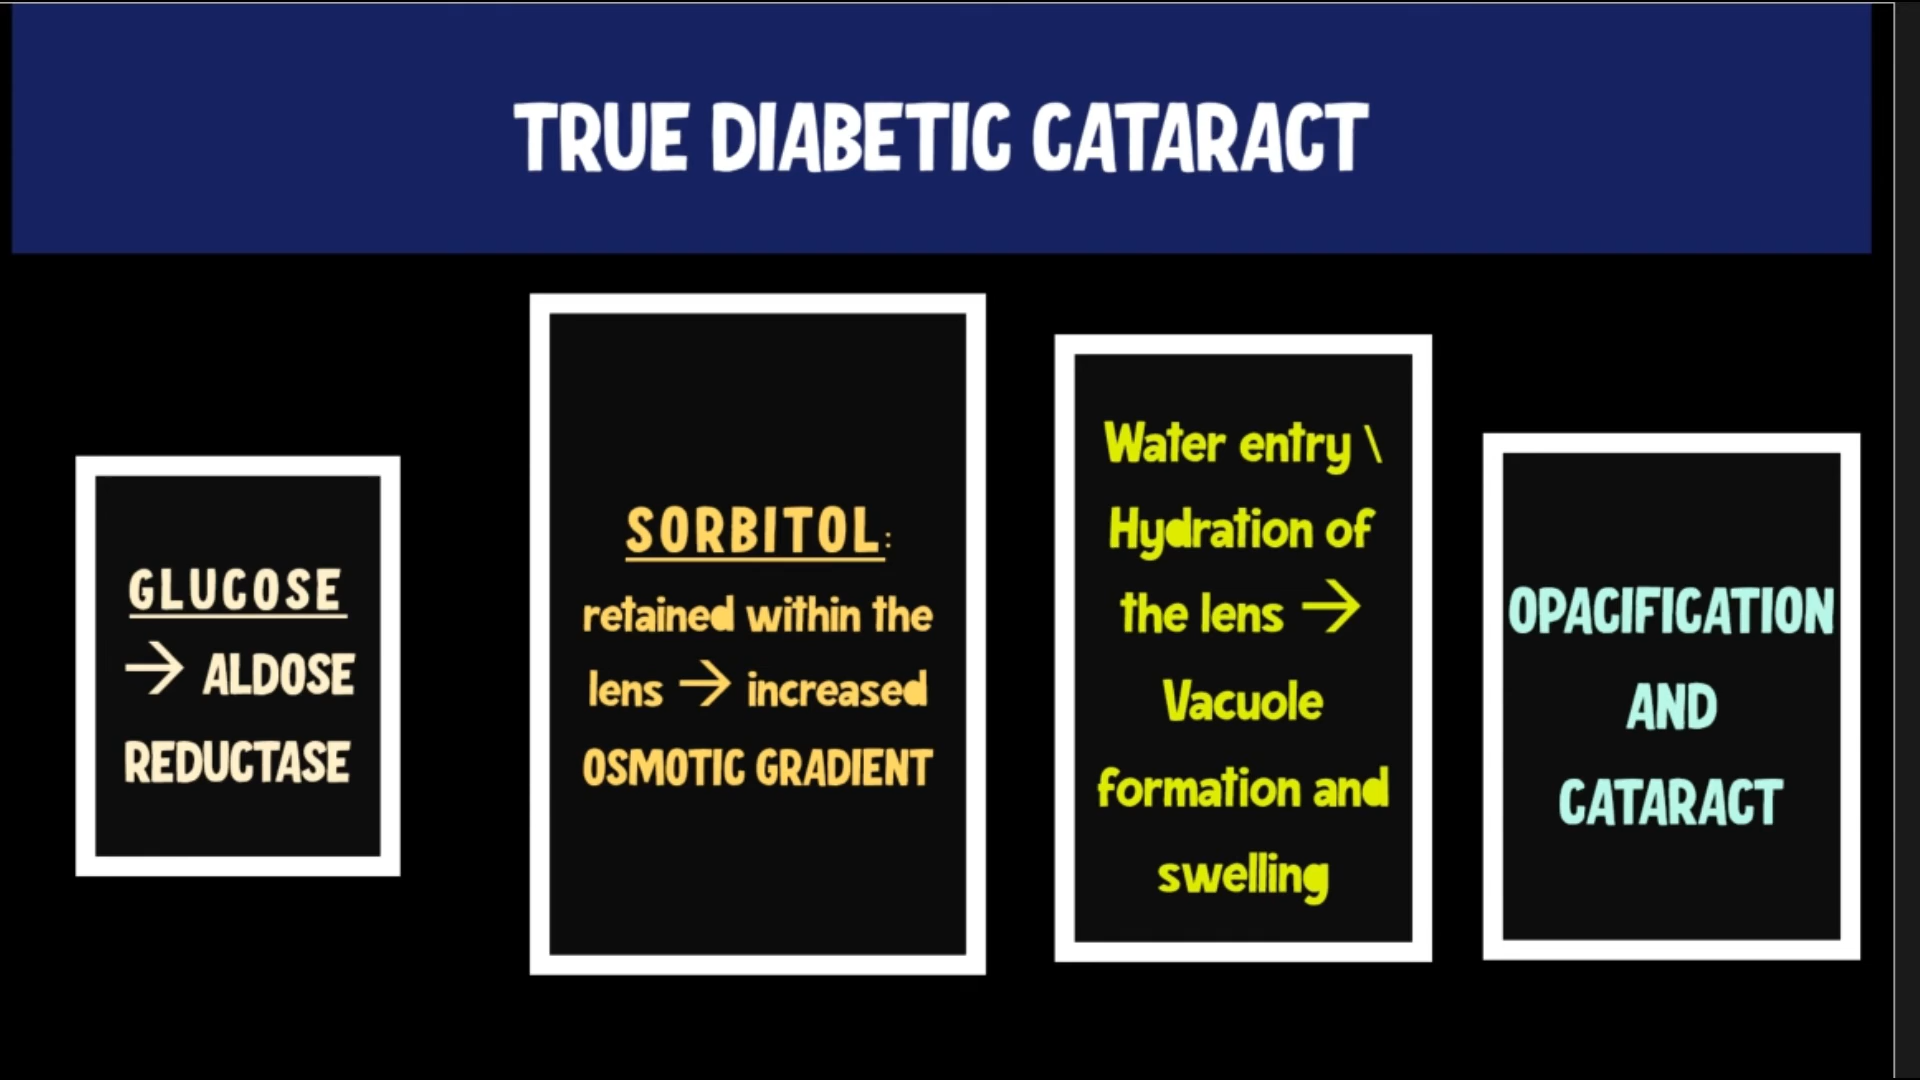 TRUE DIABETIC CATARACT
GLUCOSE
→ ALDOSE
REDUCTASE
SORBITOL:
retained within the
lens → increased
OSMOTIC GRADIENT
Water entry \
Hydration of
the lens →
Vacuole
formation and
swelling
OPACIFICATION
AND
CATARACT